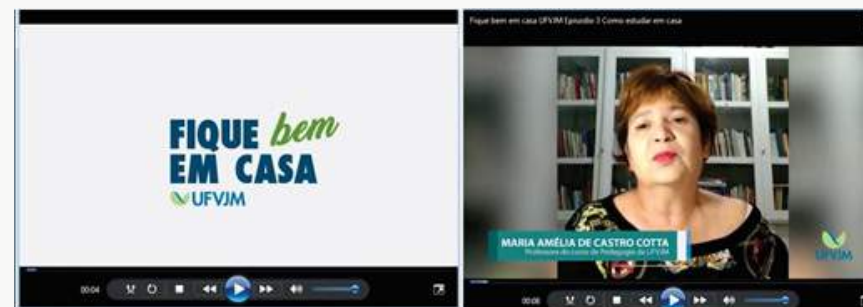 FIQUE bem
EM CASA
UFVJM
00:04
Fique bem em casa UFVJM Episódio 3 Como estudar em casa
MARIA AMÉLIA DE CASTRO COTTA
Professora do curso de Pedagogia da UFVJM
UFVJM
00:06